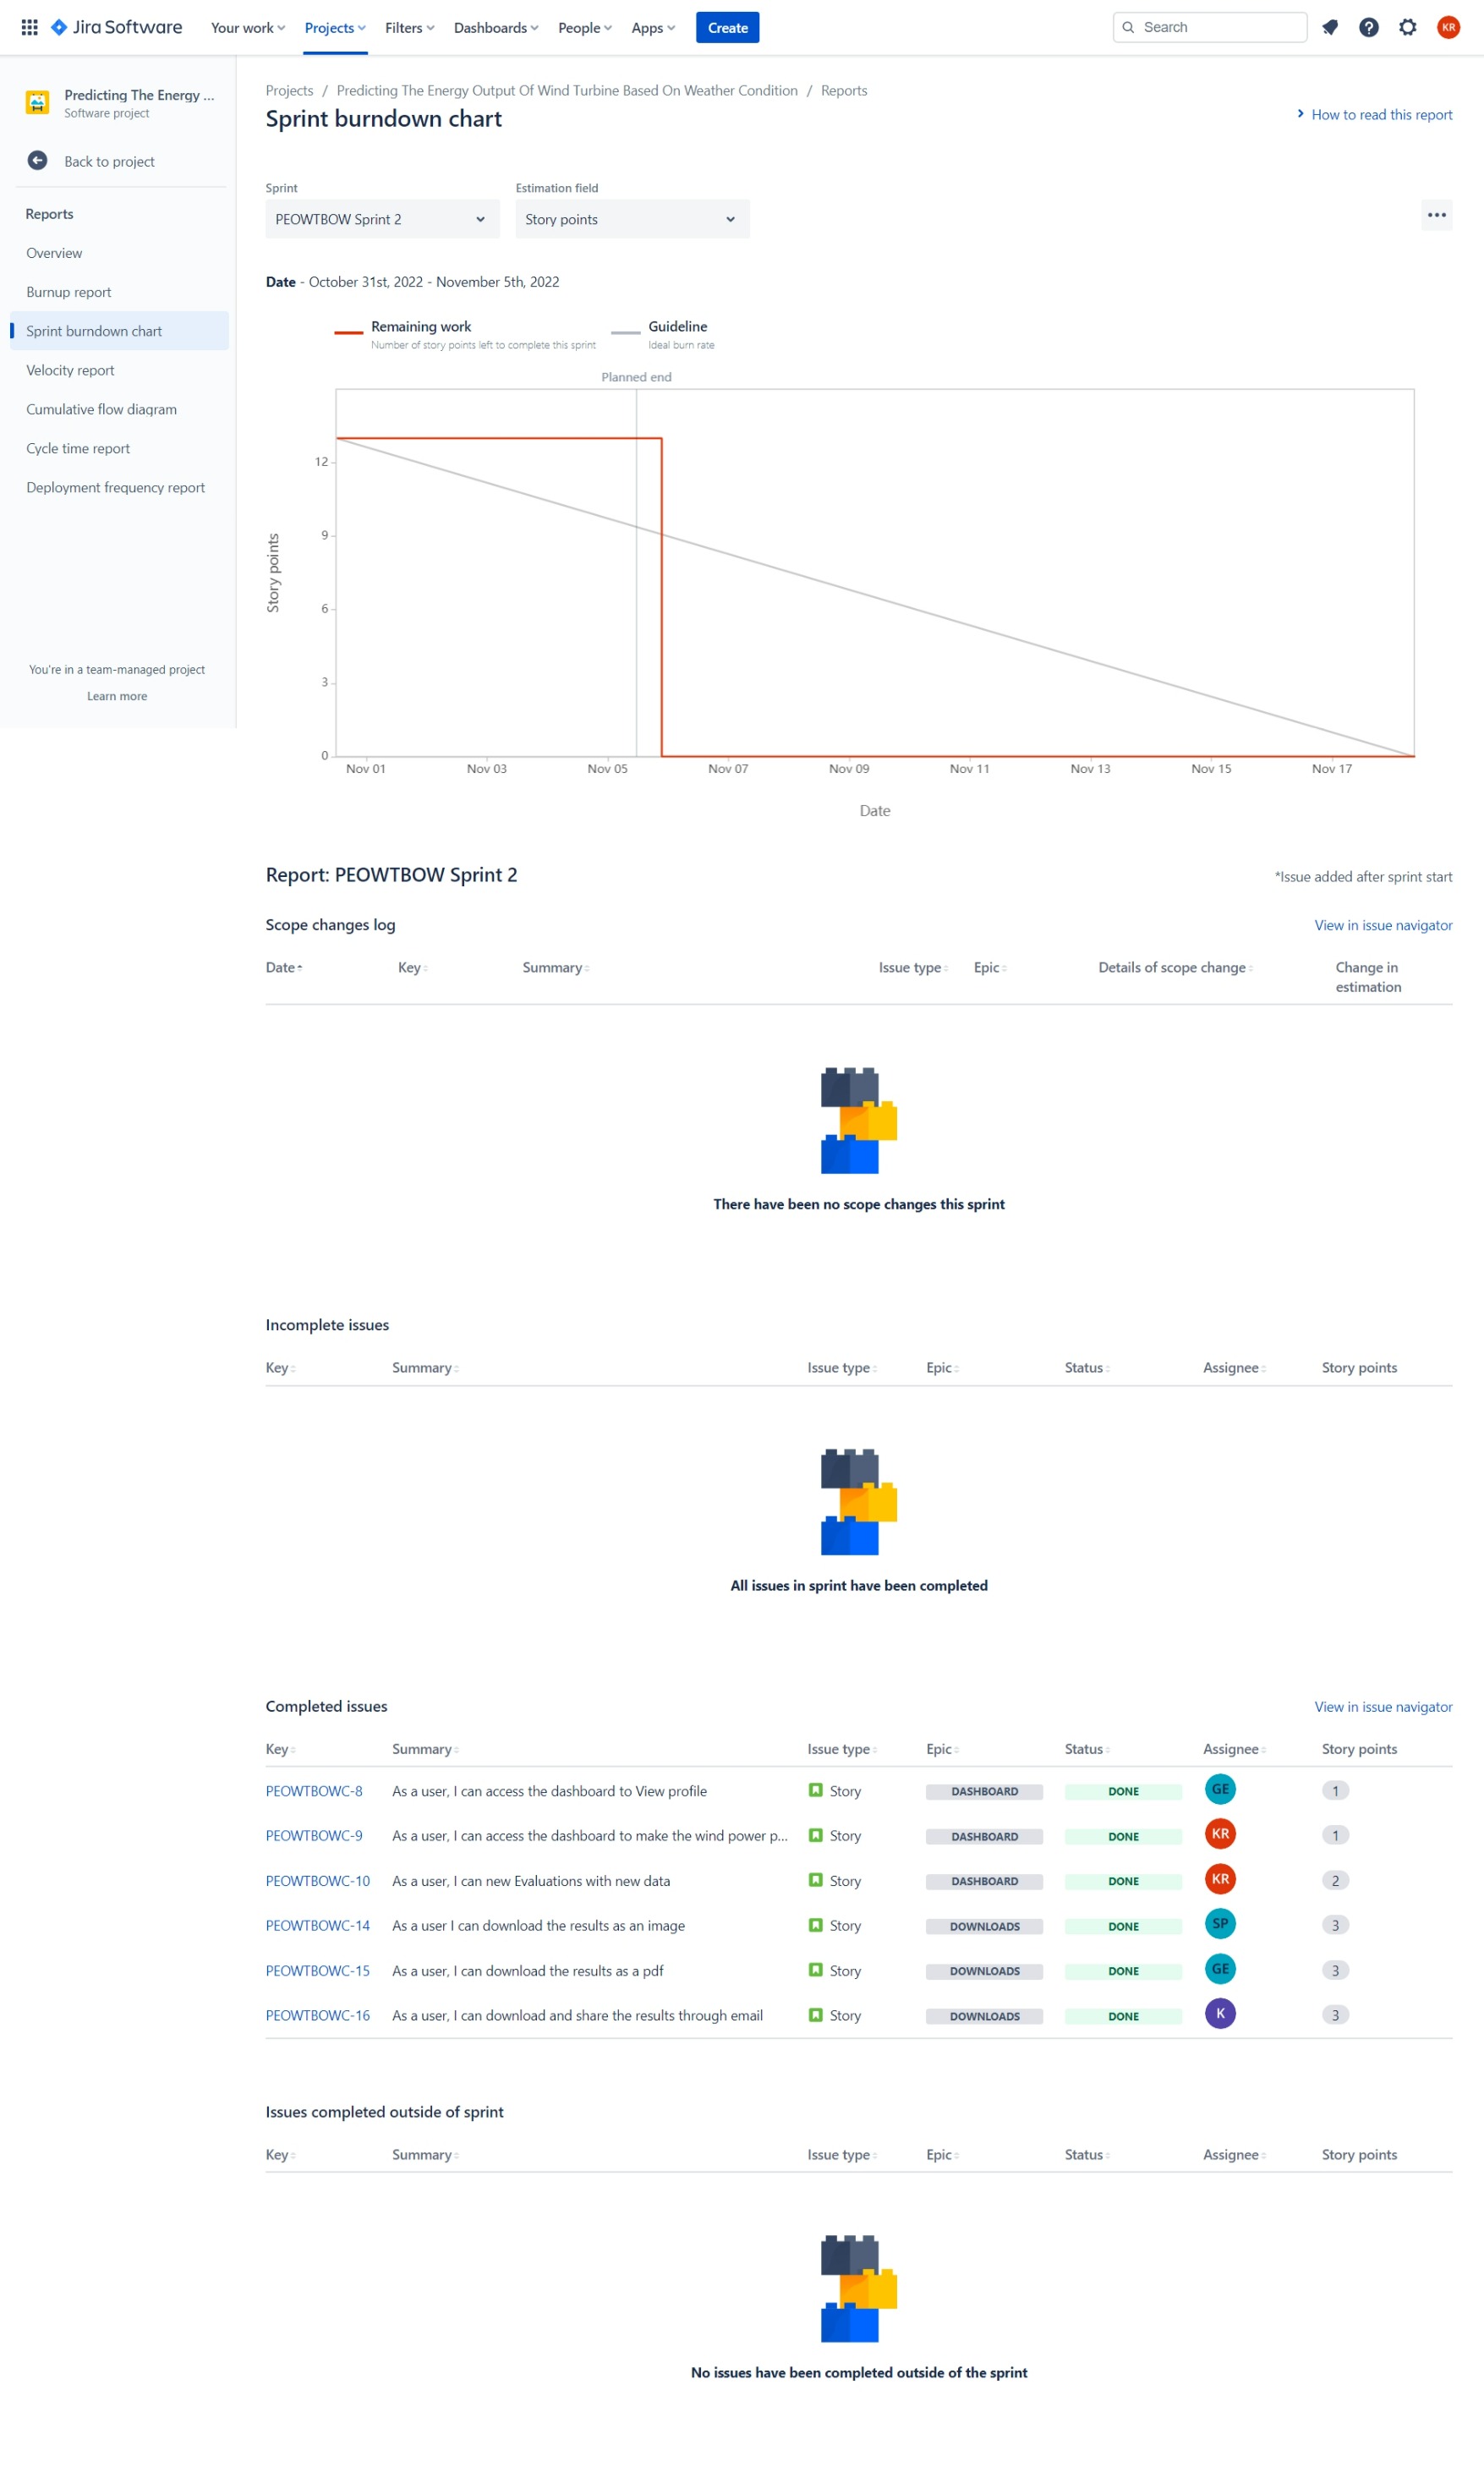 Jira Software Your work Projects Filters Dashboards People Apps Create Search KR
Predicting The Energy ...
Software project
Back to project
Reports
Overview
Burnup report
Sprint burndown chart
Velocity report
Cumulative flow diagram
Cycle time report
Deployment frequency report
You're in a team-managed project
Learn more
Projects / Predicting The Energy Output Of Wind Turbine Based On Weather Condition / Reports
Sprint burndown chart
How to read this report
Sprint Estimation field
PEOWTBOW Sprint 2 Story points
Date - October 31st, 2022 - November 5th, 2022
Remaining work Guideline
Number of story points left to complete this sprint Ideal burn rate
Planned end
Story points
12
9
6
3
0
Nov 01 Nov 03 Nov 05 Nov 07 Nov 09 Nov 11 Nov 13 Nov 15 Nov 17
Date
Report: PEOWTBOW Sprint 2 *Issue added after sprint start
Scope changes log View in issue navigator
Date Key Summary Issue type Epic Details of scope change Change in
estimation
There have been no scope changes this sprint
Incomplete issues
Key Summary Issue type Epic Status Assignee Story points
All issues in sprint have been completed
Completed issues View in issue navigator
Key Summary Issue type Epic Status Assignee Story points
PEOWTBOWC-8 As a user, I can access the dashboard to View profile Story DASHBOARD DONE GE 1
PEOWTBOWC-9 As a user, I can access the dashboard to make the wind power p... Story DASHBOARD DONE KR 1
PEOWTBOWC-10 As a user, I can new Evaluations with new data Story DASHBOARD DONE KR 2
PEOWTBOWC-14 As a user I can download the results as an image Story DOWNLOADS DONE SP 3
PEOWTBOWC-15 As a user, I can download the results as a pdf Story DOWNLOADS DONE GE 3
PEOWTBOWC-16 As a user, I can download and share the results through email Story DOWNLOADS DONE K 3
Issues completed outside of sprint
Key Summary Issue type Epic Status Assignee Story points
No issues have been completed outside of the sprint